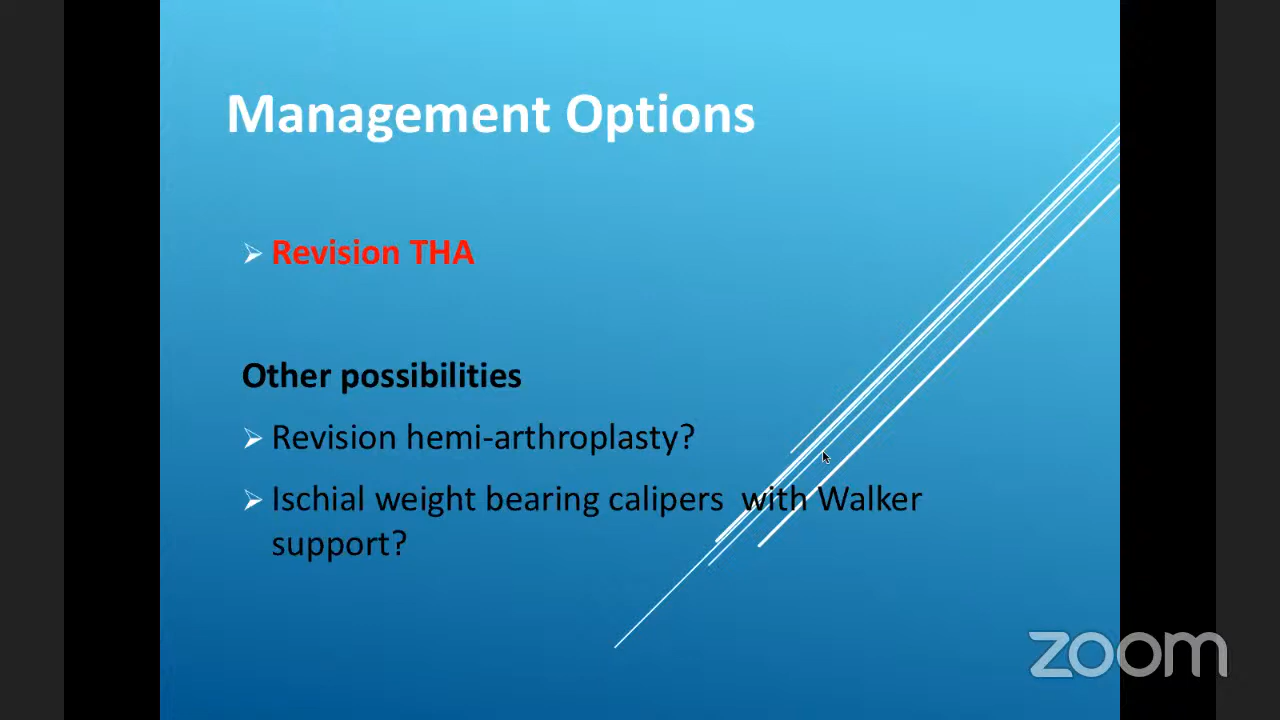 Management Options
Revision THA
Other possibilities
Revision hemi-arthroplasty?
Ischial weight bearing calipers with Walker
support?
zoom